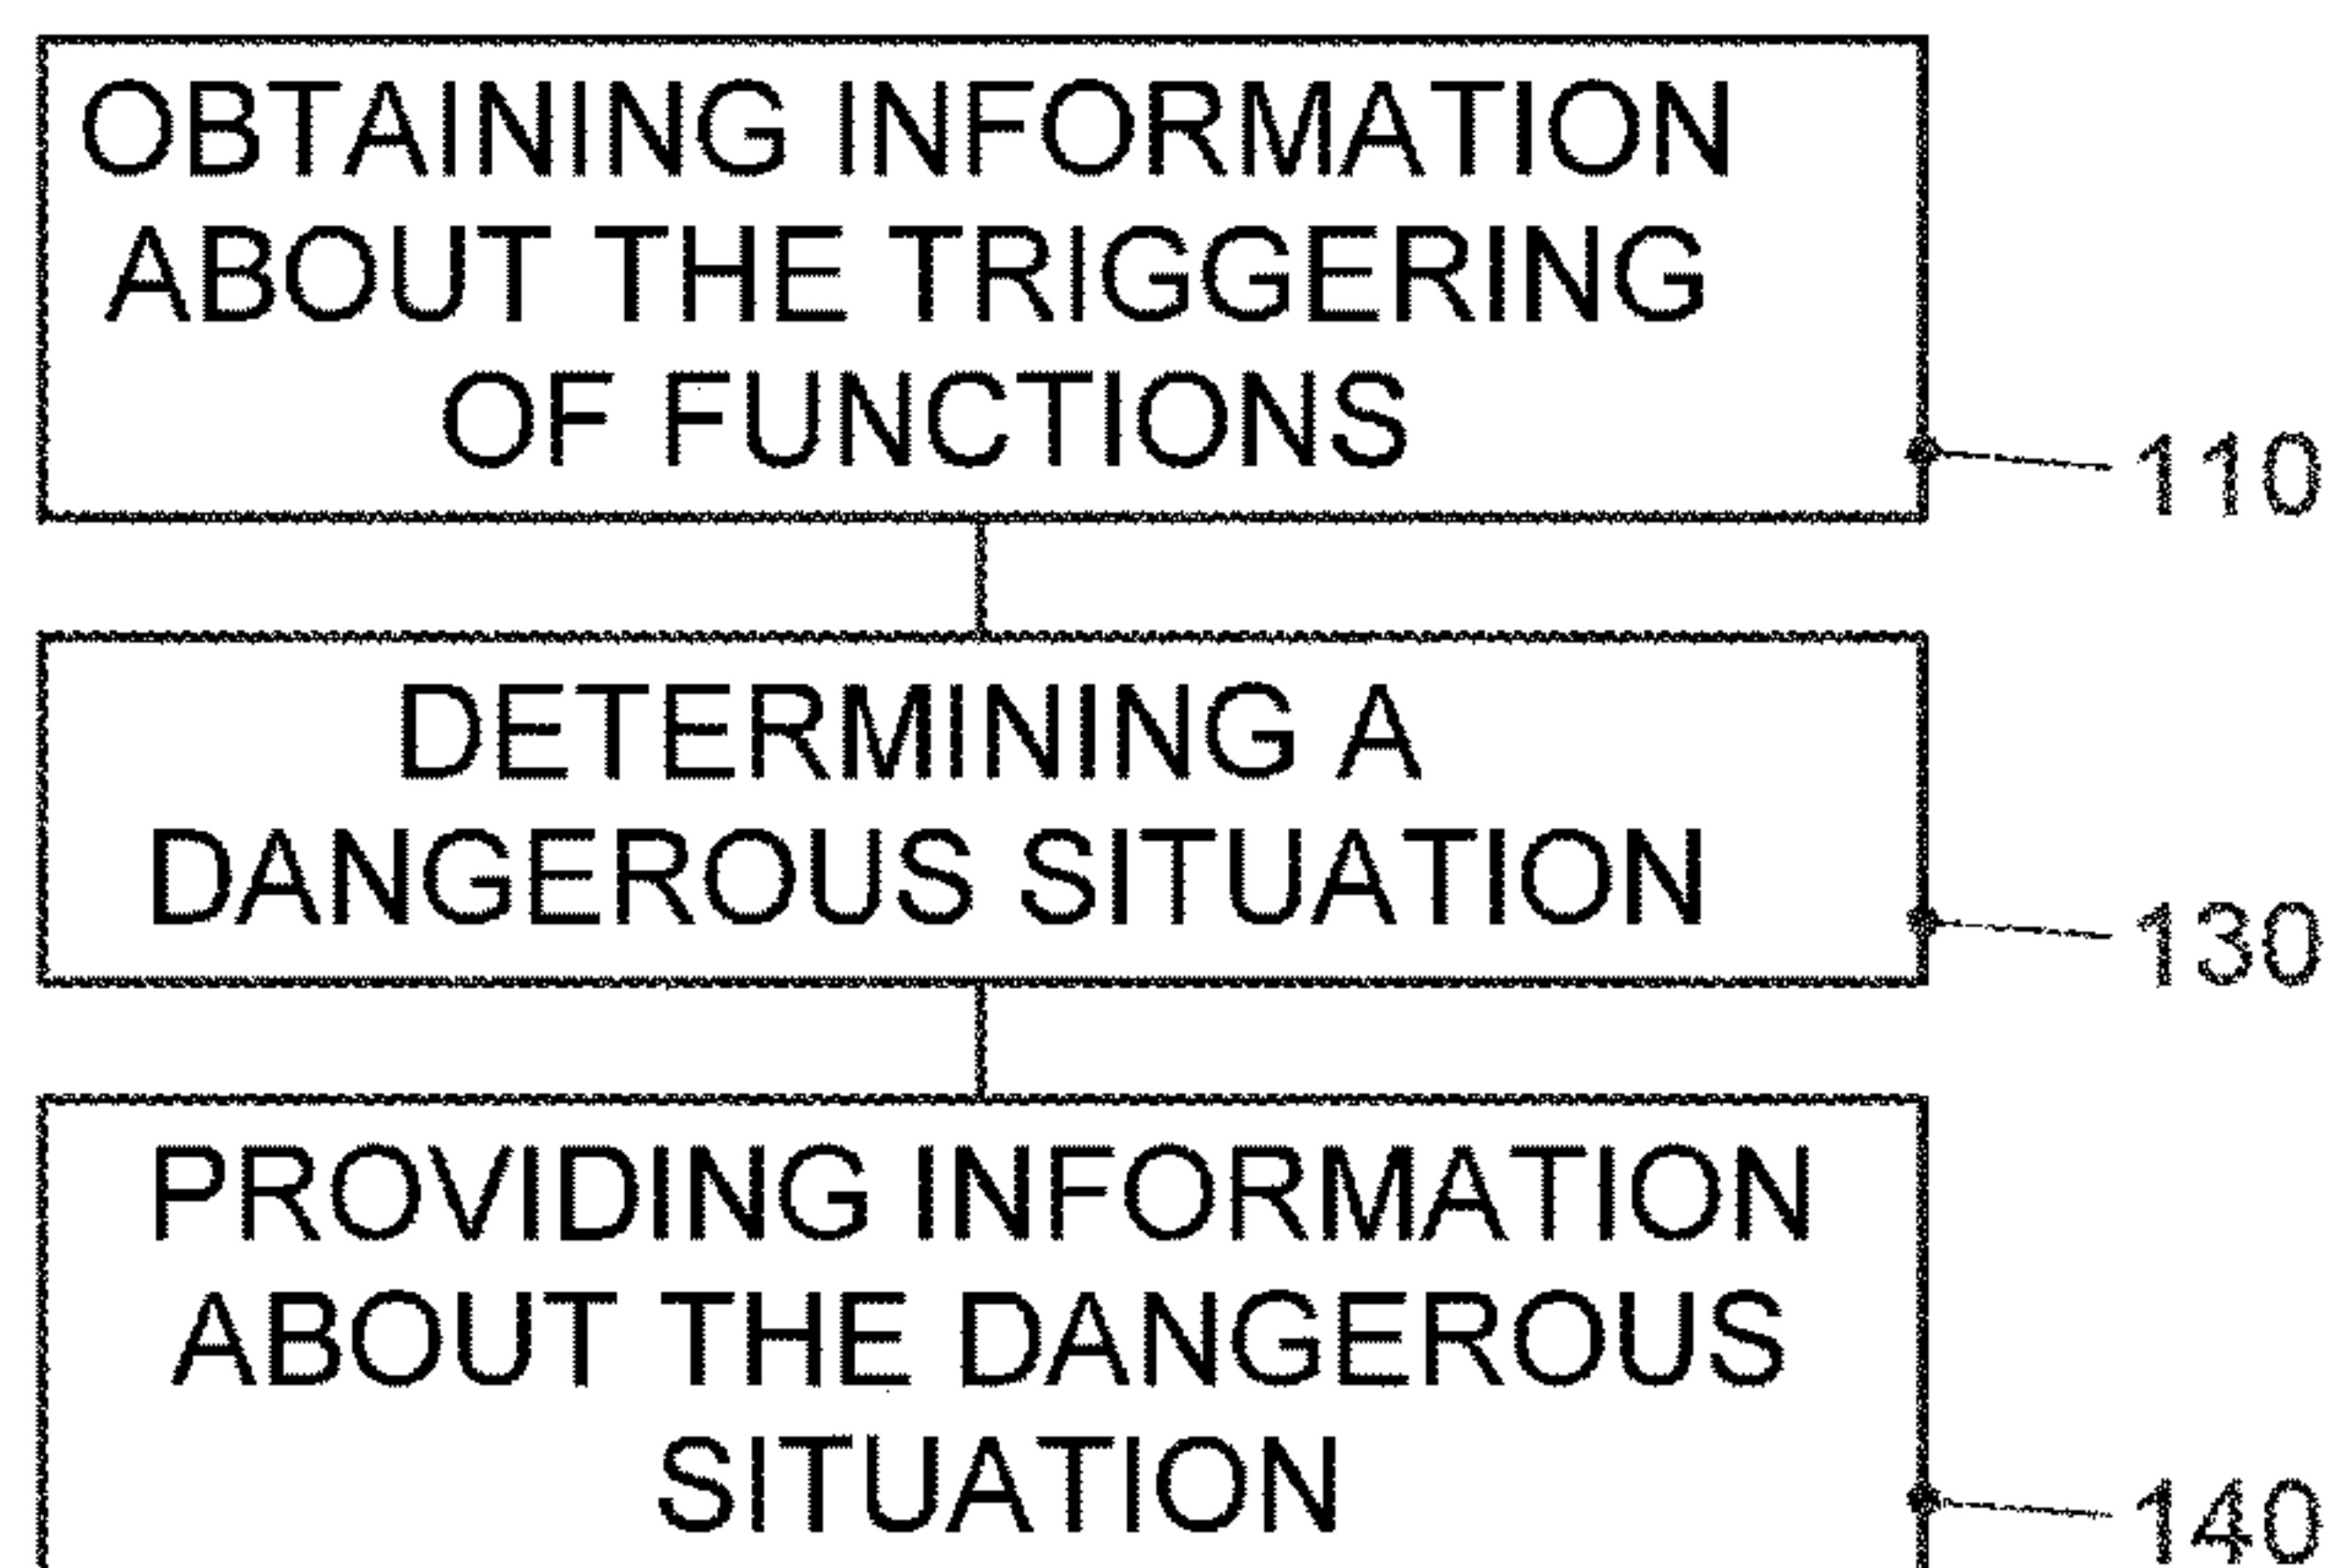 OBTAINING INFORMATION
ABOUT THE TRIGGERING
OF FUNCTIONS
110
DETERMINING A
DANGEROUS SITUATION
130
PROVIDING INFORMATION
ABOUT THE DANGEROUS
SITUATION
140